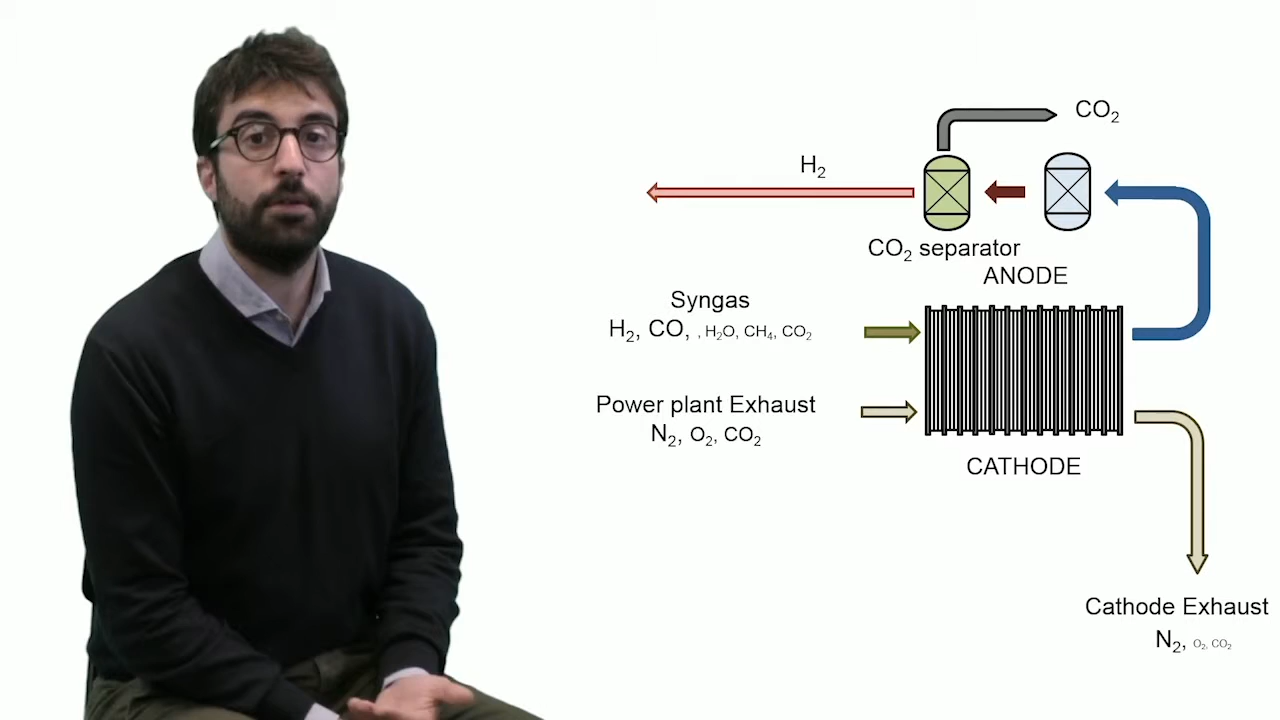 CO₂
H₂
CO₂ separator
ANODE
Syngas
H₂, CO, , H₂O, CH₄, CO₂
Power plant Exhaust
N₂, O₂, CO₂
CATHODE
Cathode Exhaust
N₂, O₂, CO₂